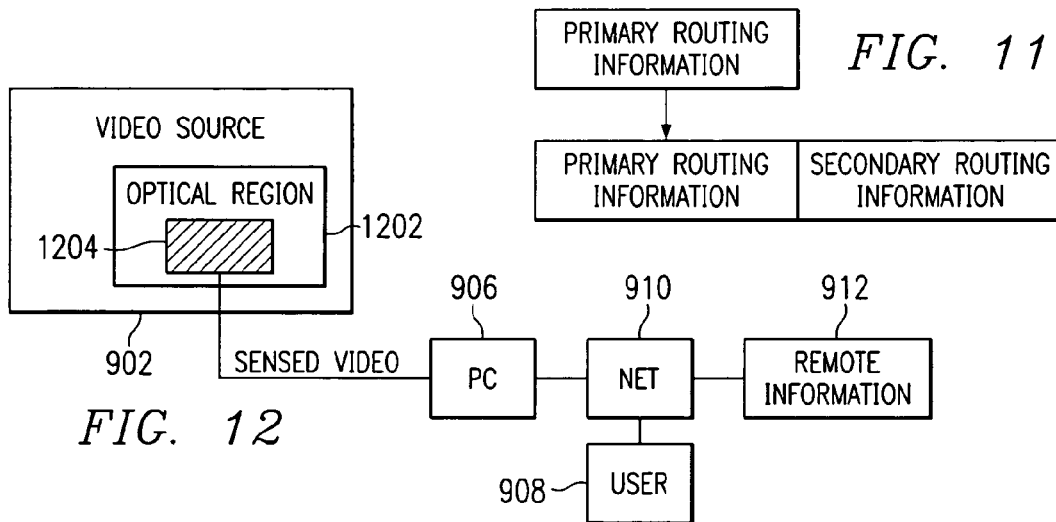 PRIMARY ROUTING
INFORMATION
FIG. 11
PRIMARY ROUTING
INFORMATION
SECONDARY ROUTING
INFORMATION
VIDEO SOURCE
OPTICAL REGION
1204
1202
902
SENSED VIDEO
906
PC
910
NET
912
REMOTE
INFORMATION
908
USER
FIG. 12